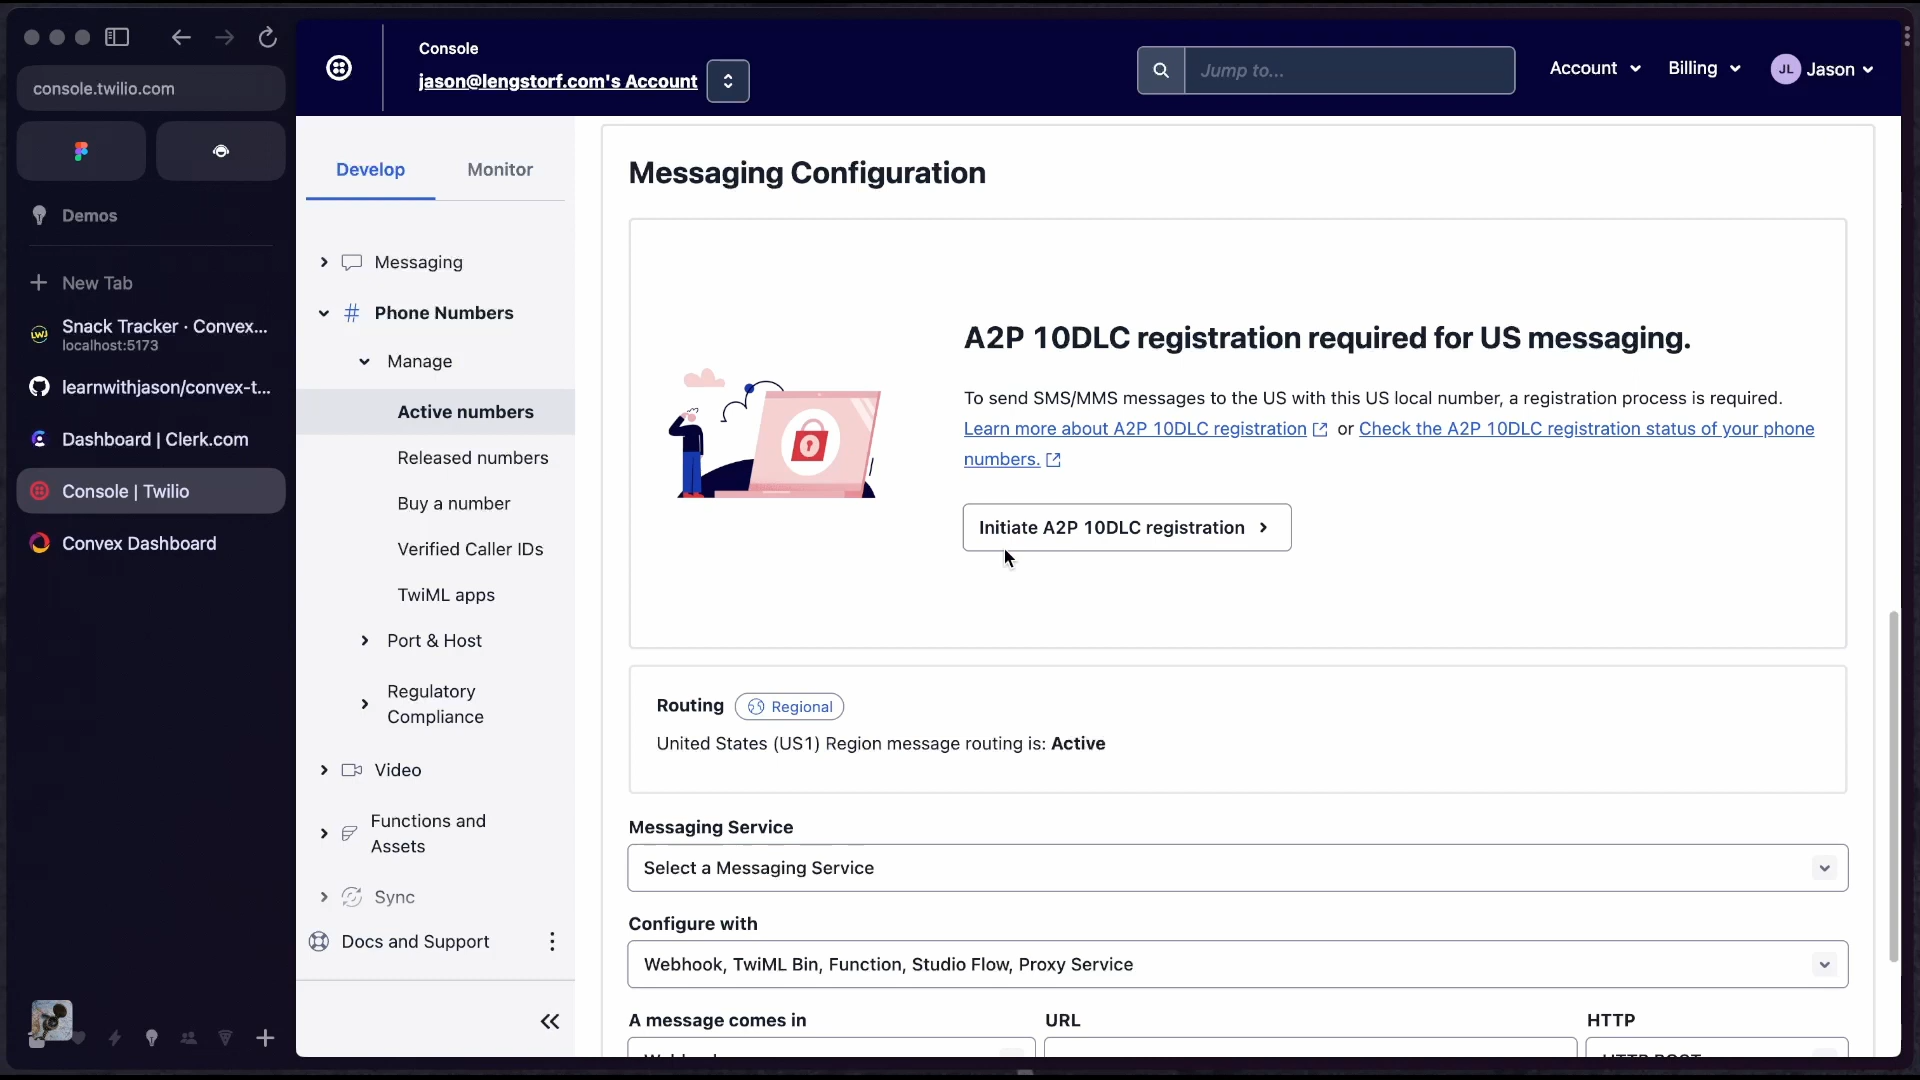 console.twilio.com
Demos
New Tab
Snack Tracker · Convex...
localhost:5173
learnwithjason/convex-t...
Dashboard | Clerk.com
Console | Twilio
Convex Dashboard
Console
jason@lengstorf.com's Account
Jump to...
Account
Billing
JL
Jason
Develop
Monitor
Messaging
Phone Numbers
Manage
Active numbers
Released numbers
Buy a number
Verified Caller IDs
TwiML apps
Port & Host
Regulatory
Compliance
Video
Functions and
Assets
Sync
Docs and Support
Messaging Configuration
A2P 10DLC registration required for US messaging.
To send SMS/MMS messages to the US with this US local number, a registration process is required.
Learn more about A2P 10DLC registration or Check the A2P 10DLC registration status of your phone
numbers.
Initiate A2P 10DLC registration
Routing Regional
United States (US1) Region message routing is: Active
Messaging Service
Select a Messaging Service
Configure with
Webhook, TwiML Bin, Function, Studio Flow, Proxy Service
A message comes in
URL
HTTP